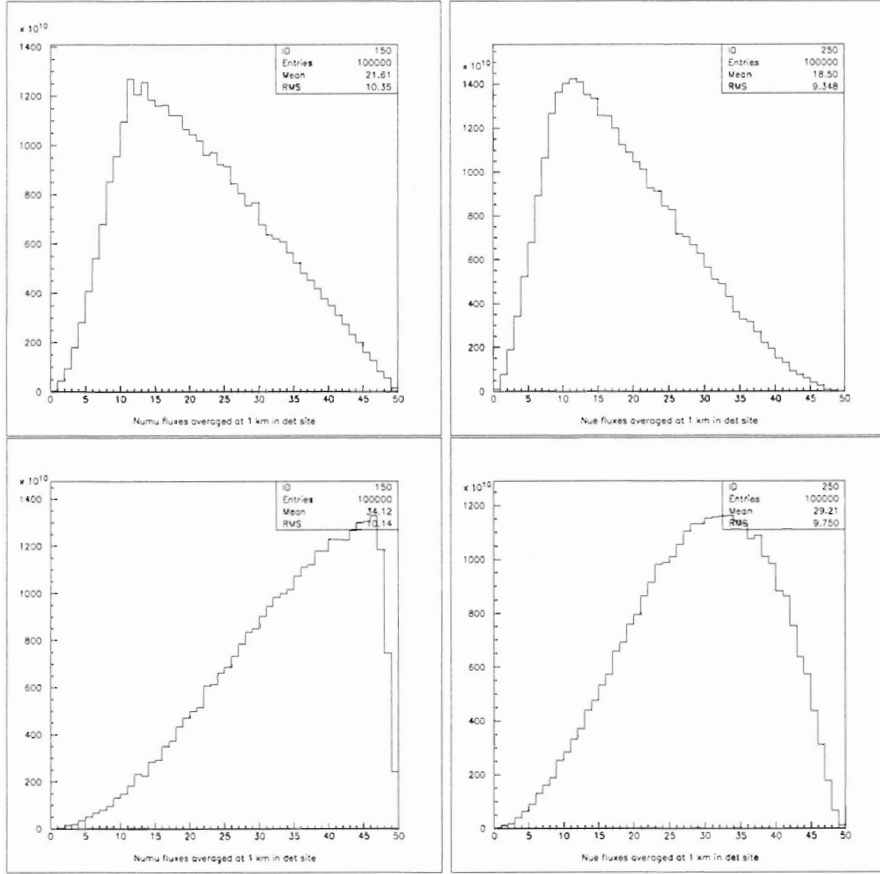 x 10^10
1400
1200
1000
800
600
400
200
0
ID 150
Entries 100000
Mean 21.61
RMS 10.35
0 5 10 15 20 25 30 35 40 45 50
Numu fluxes averaged at 1 km in det site
x 10^10
1400
1200
1000
800
600
400
200
0
ID 250
Entries 100000
Mean 18.50
RMS 9.348
0 5 10 15 20 25 30 35 40 45 50
Nue fluxes averaged at 1 km in det site
x 10^10
1400
1200
1000
800
600
400
200
0
ID 150
Entries 100000
Mean 34.12
RMS 10.14
0 5 10 15 20 25 30 35 40 45 50
Numu fluxes averaged at 1 km in det site
x 10^10
1200
1000
800
600
400
200
0
ID 250
Entries 100000
Mean 29.21
RMS 9.750
0 5 10 15 20 25 30 35 40 45 50
Nue fluxes averaged at 1 km in det site